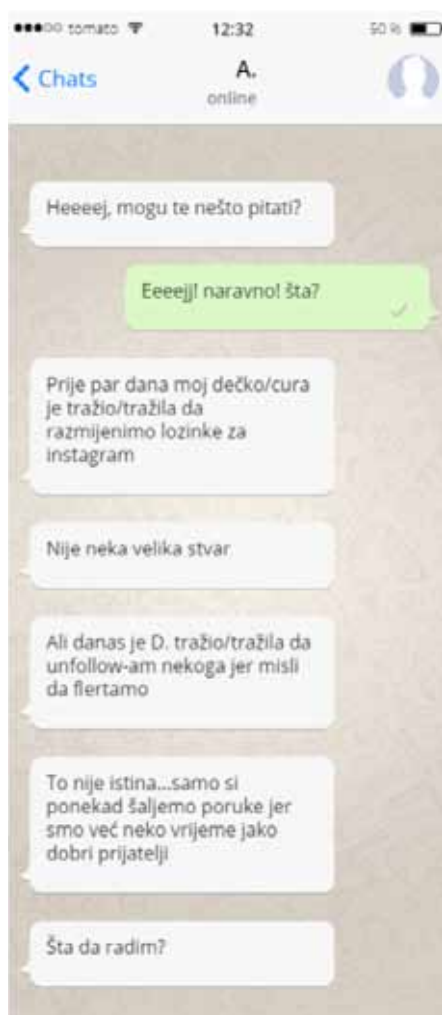 tomato 12:32 50 %
Chats A.
online
Heeeej, mogu te nešto pitati?
Eeeejj! naravno! šta?
Prije par dana moj dečko/cura
je tražio/tražila da
razmijenimo lozinke za
instagram
Nije neka velika stvar
Ali danas je D. tražio/tražila da
unfollow-am nekoga jer misli
da flertamo
To nije istina...samo si
ponekad šaljemo poruke jer
smo već neko vrijeme jako
dobri prijatelji
Šta da radim?